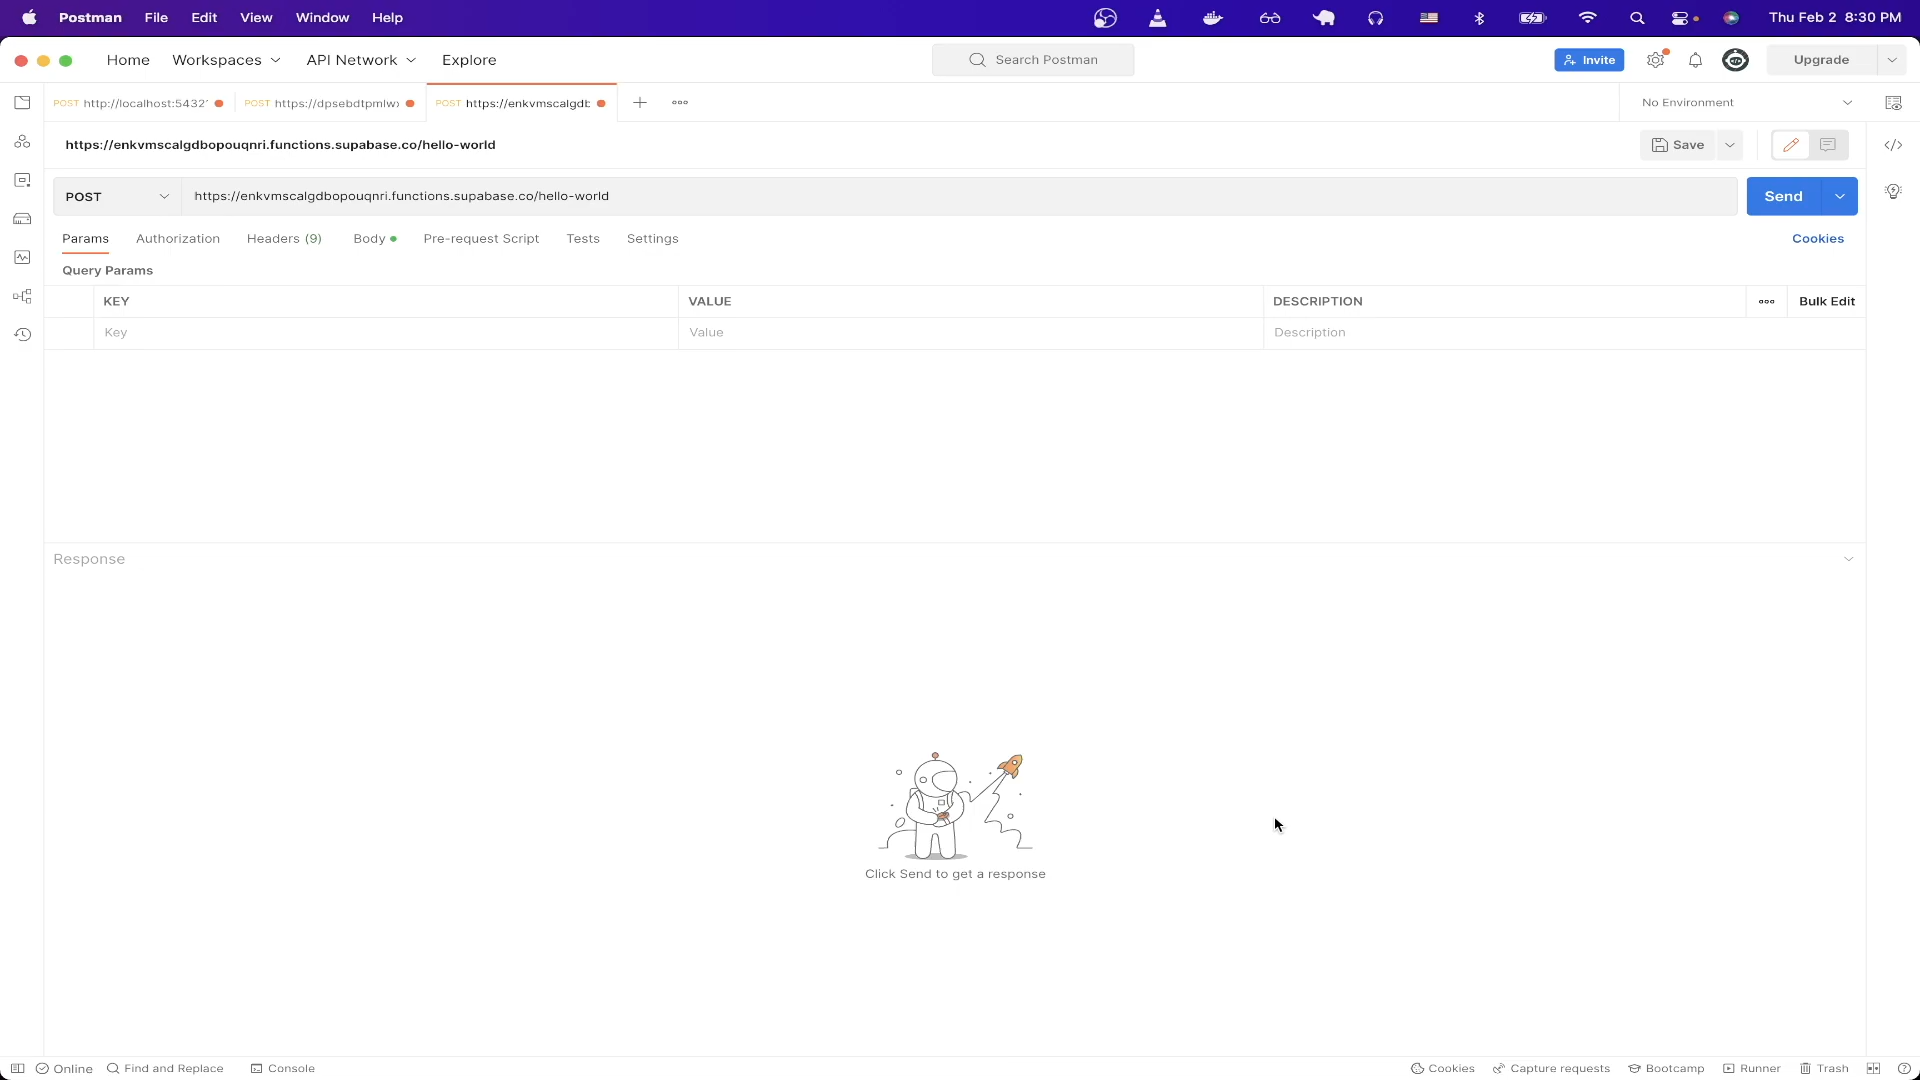 Postman File Edit View Window Help Thu Feb 2 8:30 PM
Home Workspaces API Network Explore Search Postman Invite Upgrade
POST http://localhost:5432 POST https://dpsebdtpmlw POST https://enkvmscalgdb No Environment
https://enkvmscalgdbopouqnri.functions.supabase.co/hello-world Save
POST https://enkvmscalgdbopouqnri.functions.supabase.co/hello-world Send
Params Authorization Headers (9) Body Pre-request Script Tests Settings Cookies
Query Params
KEY VALUE DESCRIPTION Bulk Edit
Key Value Description
Response
Click Send to get a response
Online Find and Replace Console Cookies Capture requests Bootcamp Runner Trash